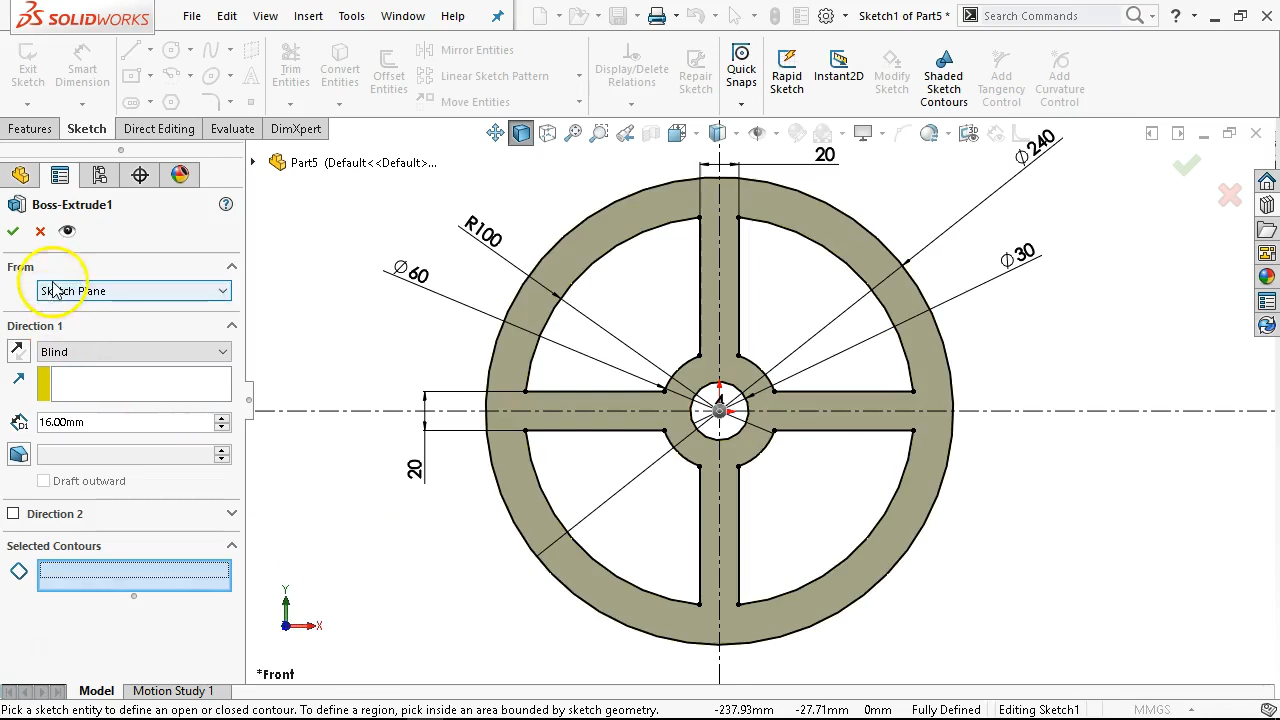 SOLIDWORKS
File Edit View Insert Tools Window Help
Sketch1 of Part5 *
Search Commands
Exit Sketch
Smart Dimension
Trim Entities
Convert Entities
Offset Entities
Mirror Entities
Linear Sketch Pattern
Move Entities
Display/Delete Relations
Repair Sketch
Quick Snaps
Rapid Sketch
Instant2D
Modify Sketch
Shaded Sketch Contours
Add Tangency Control
Add Curvature Control
Features Sketch Direct Editing Evaluate DimXpert
Part5 (Default<<Default>...
Boss-Extrude1
From
Sketch Plane
Direction 1
Blind
D1
16.00mm
Draft outward
Direction 2
Selected Contours
20
Ø240
R100
Ø60
Ø30
4
20
Y
X
*Front
Model Motion Study 1
Pick a sketch entity to define an open or closed contour. To define a region, pick inside an area bounded by sketch geometry.
-237.93mm -27.71mm 0mm Fully Defined Editing Sketch1 MMGS